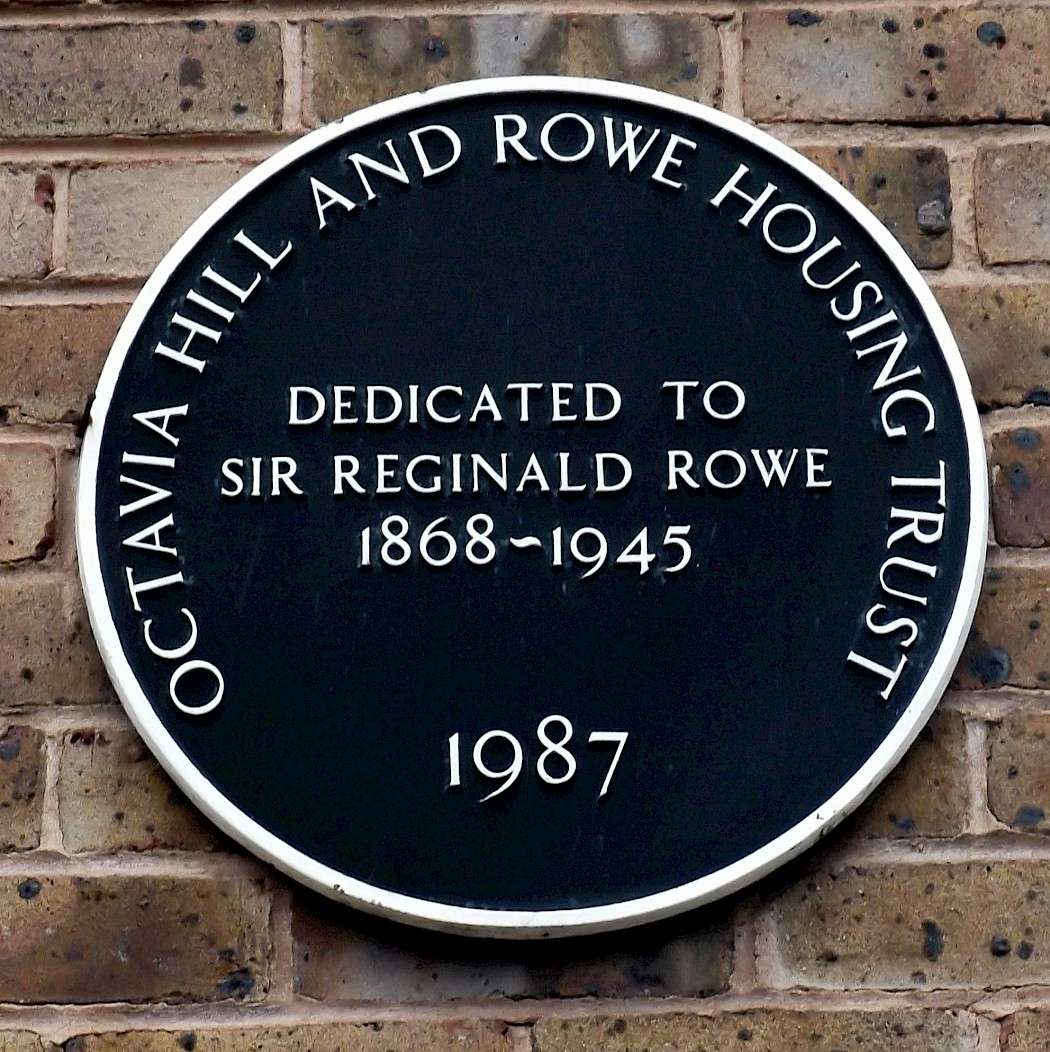 OCTAVIA HILL AND ROWE HOUSING TRUST
DEDICATED TO
SIR REGINALD ROWE
1868~1945
1987